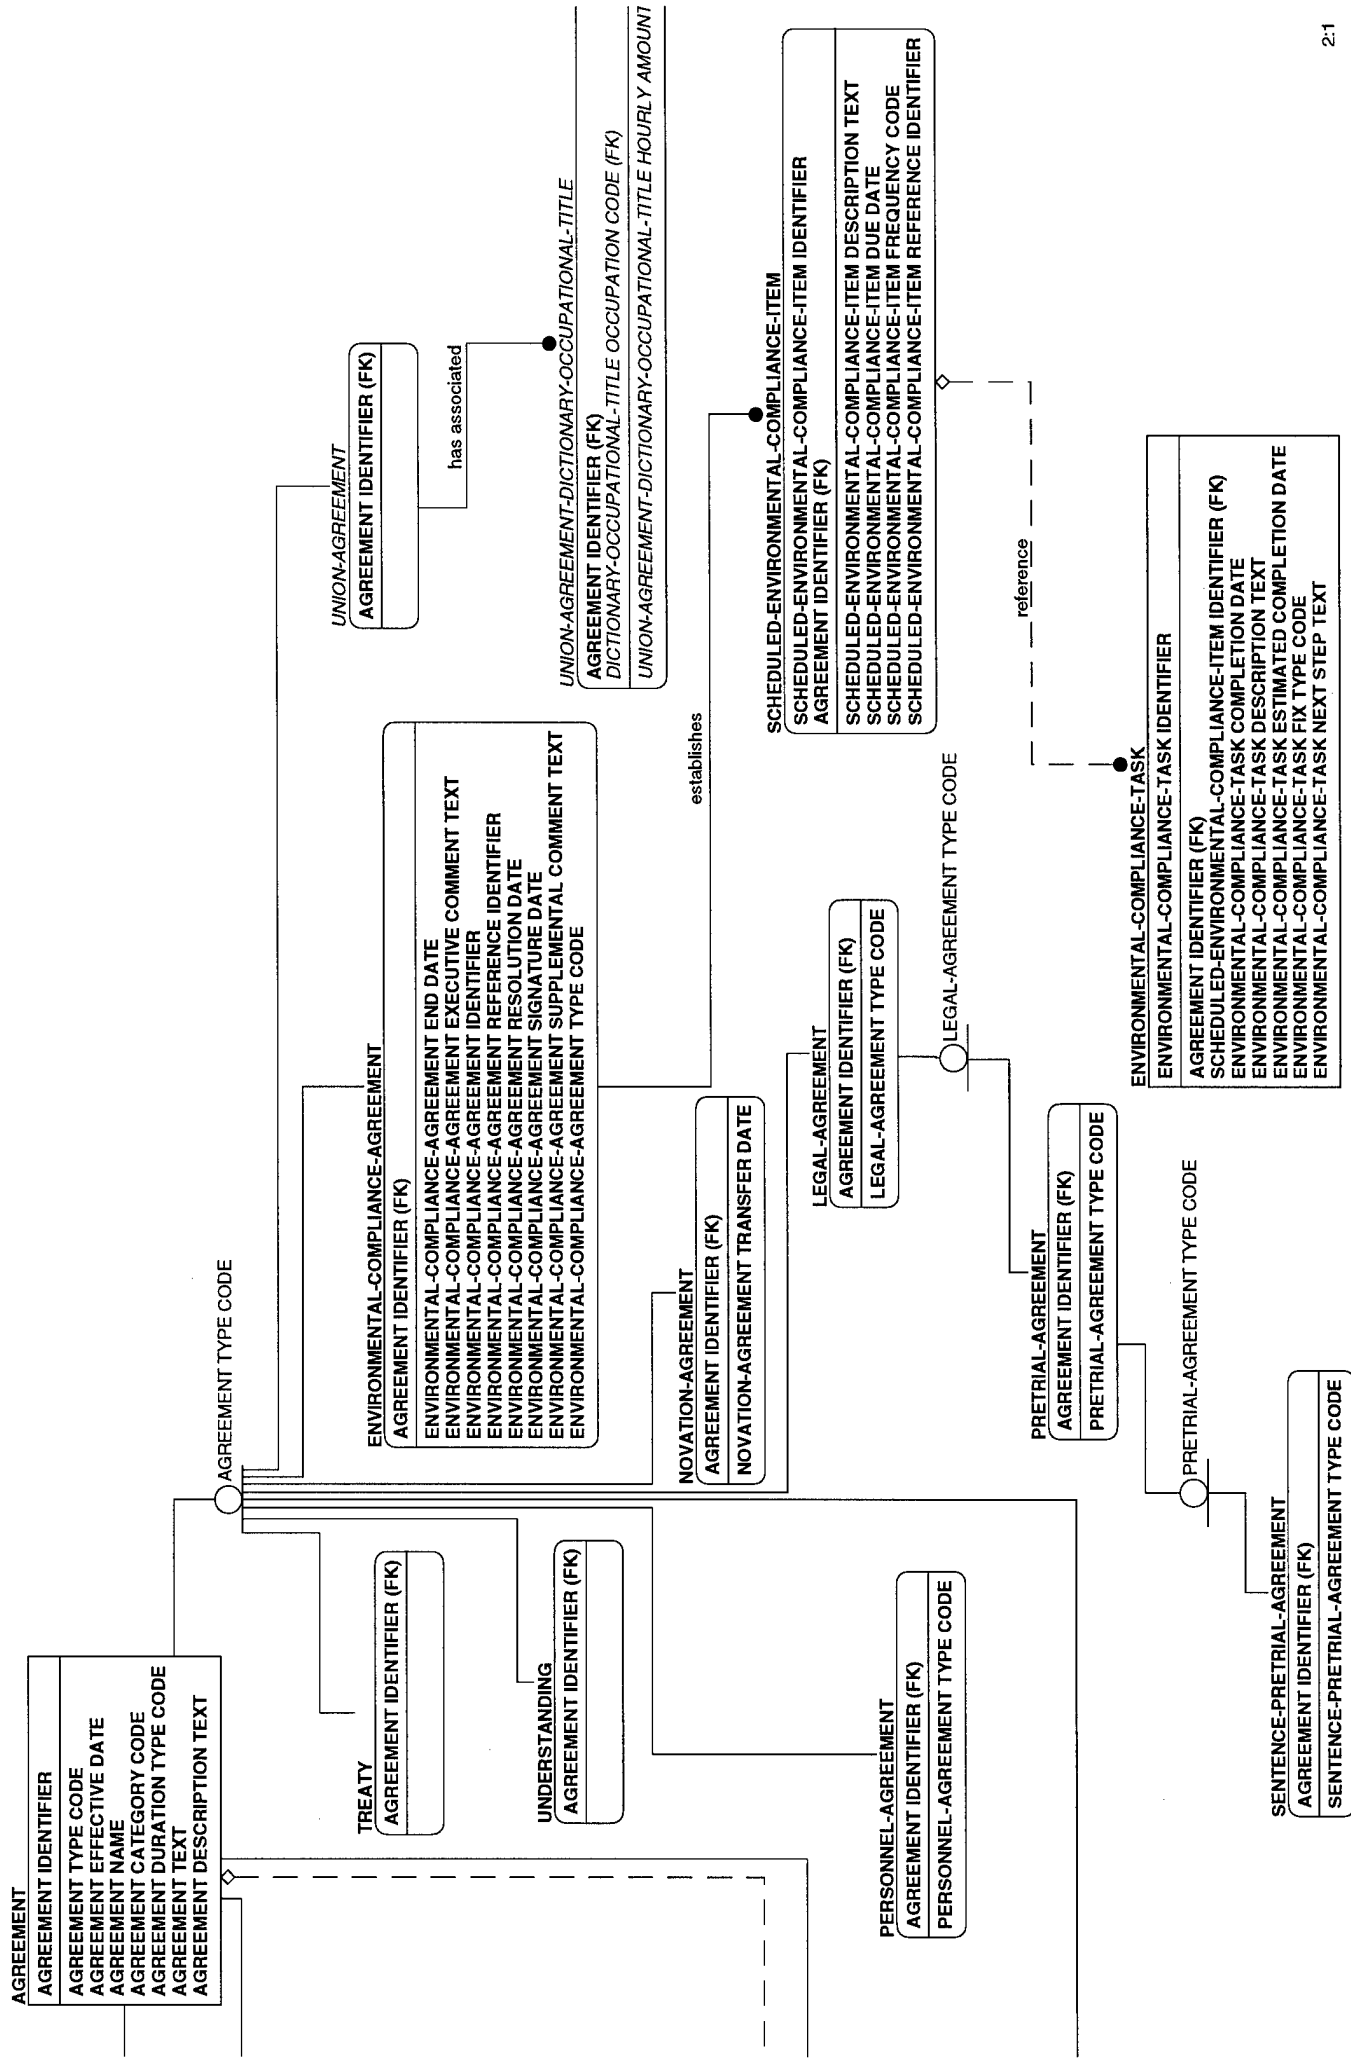 AGREEMENT
AGREEMENT IDENTIFIER
AGREEMENT TYPE CODE
AGREEMENT EFFECTIVE DATE
AGREEMENT NAME
AGREEMENT CATEGORY CODE
AGREEMENT DURATION TYPE CODE
AGREEMENT TEXT
AGREEMENT DESCRIPTION TEXT
AGREEMENT TYPE CODE
TREATY
AGREEMENT IDENTIFIER (FK)
UNDERSTANDING
AGREEMENT IDENTIFIER (FK)
PERSONNEL-AGREEMENT
AGREEMENT IDENTIFIER (FK)
PERSONNEL-AGREEMENT TYPE CODE
UNION-AGREEMENT
AGREEMENT IDENTIFIER (FK)
has associated
UNION-AGREEMENT-DICTIONARY-OCCUPATIONAL-TITLE
AGREEMENT IDENTIFIER (FK)
DICTIONARY-OCCUPATIONAL-TITLE OCCUPATION CODE (FK)
UNION-AGREEMENT-DICTIONARY-OCCUPATIONAL-TITLE HOURLY AMOUNT
ENVIRONMENTAL-COMPLIANCE-AGREEMENT
AGREEMENT IDENTIFIER (FK)
ENVIRONMENTAL-COMPLIANCE-AGREEMENT END DATE
ENVIRONMENTAL-COMPLIANCE-AGREEMENT EXECUTIVE COMMENT TEXT
ENVIRONMENTAL-COMPLIANCE-AGREEMENT IDENTIFIER
ENVIRONMENTAL-COMPLIANCE-AGREEMENT REFERENCE IDENTIFIER
ENVIRONMENTAL-COMPLIANCE-AGREEMENT RESOLUTION DATE
ENVIRONMENTAL-COMPLIANCE-AGREEMENT SIGNATURE DATE
ENVIRONMENTAL-COMPLIANCE-AGREEMENT SUPPLEMENTAL COMMENT TEXT
ENVIRONMENTAL-COMPLIANCE-AGREEMENT TYPE CODE
establishes
SCHEDULED-ENVIRONMENTAL-COMPLIANCE-ITEM
SCHEDULED-ENVIRONMENTAL-COMPLIANCE-ITEM IDENTIFIER
AGREEMENT IDENTIFIER (FK)
SCHEDULED-ENVIRONMENTAL-COMPLIANCE-ITEM DESCRIPTION TEXT
SCHEDULED-ENVIRONMENTAL-COMPLIANCE-ITEM DUE DATE
SCHEDULED-ENVIRONMENTAL-COMPLIANCE-ITEM FREQUENCY CODE
SCHEDULED-ENVIRONMENTAL-COMPLIANCE-ITEM REFERENCE IDENTIFIER
NOVATION-AGREEMENT
AGREEMENT IDENTIFIER (FK)
NOVATION-AGREEMENT TRANSFER DATE
LEGAL-AGREEMENT
AGREEMENT IDENTIFIER (FK)
LEGAL-AGREEMENT TYPE CODE
LEGAL-AGREEMENT TYPE CODE
PRETRIAL-AGREEMENT
AGREEMENT IDENTIFIER (FK)
PRETRIAL-AGREEMENT TYPE CODE
PRETRIAL-AGREEMENT TYPE CODE
SENTENCE-PRETRIAL-AGREEMENT
AGREEMENT IDENTIFIER (FK)
SENTENCE-PRETRIAL-AGREEMENT TYPE CODE
reference
ENVIRONMENTAL-COMPLIANCE-TASK
ENVIRONMENTAL-COMPLIANCE-TASK IDENTIFIER
AGREEMENT IDENTIFIER (FK)
SCHEDULED-ENVIRONMENTAL-COMPLIANCE-ITEM IDENTIFIER (FK)
ENVIRONMENTAL-COMPLIANCE-TASK COMPLETION DATE
ENVIRONMENTAL-COMPLIANCE-TASK DESCRIPTION TEXT
ENVIRONMENTAL-COMPLIANCE-TASK ESTIMATED COMPLETION DATE
ENVIRONMENTAL-COMPLIANCE-TASK FIX TYPE CODE
ENVIRONMENTAL-COMPLIANCE-TASK NEXT STEP TEXT
2:1